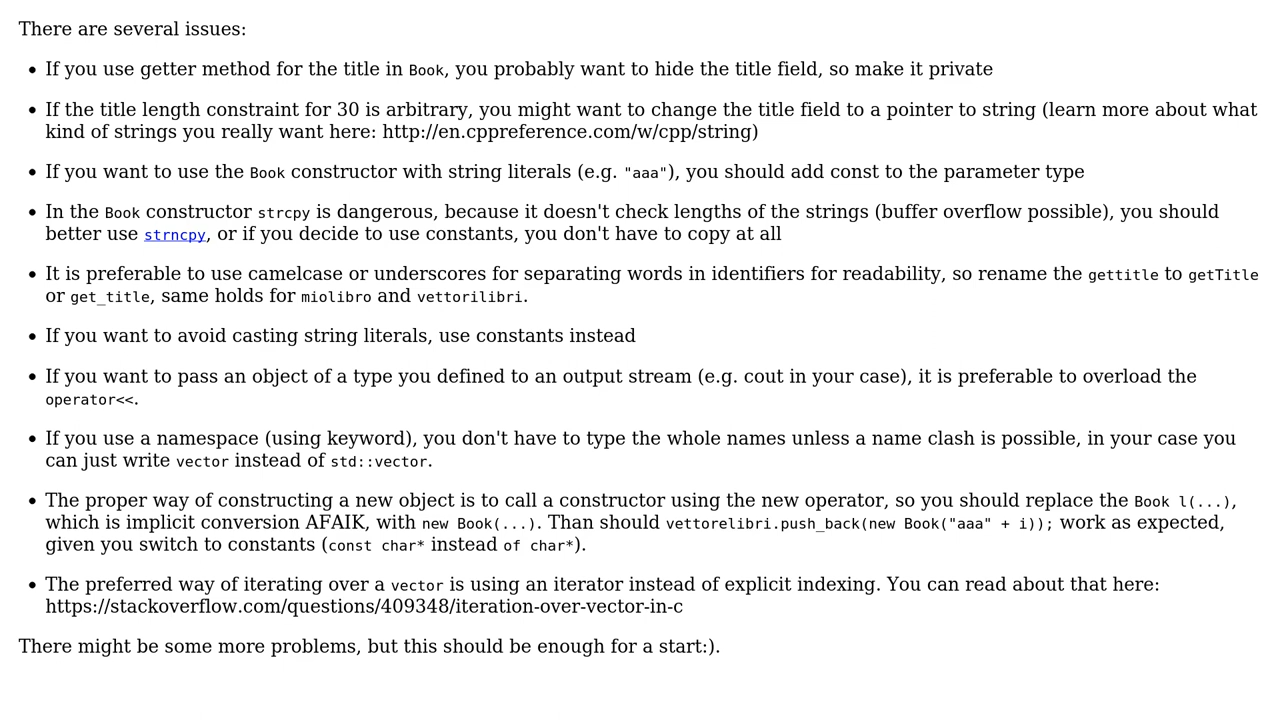 There are several issues:
• If you use getter method for the title in Book, you probably want to hide the title field, so make it private
• If the title length constraint for 30 is arbitrary, you might want to change the title field to a pointer to string (learn more about what
kind of strings you really want here: http://en.cppreference.com/w/cpp/string)
• If you want to use the Book constructor with string literals (e.g. "aaa"), you should add const to the parameter type
• In the Book constructor strcpy is dangerous, because it doesn't check lengths of the strings (buffer overflow possible), you should
better use strncpy, or if you decide to use constants, you don't have to copy at all
• It is preferable to use camelcase or underscores for separating words in identifiers for readability, so rename the gettitle to getTitle
or get_title, same holds for miolibro and vettorilibri.
• If you want to avoid casting string literals, use constants instead
• If you want to pass an object of a type you defined to an output stream (e.g. cout in your case), it is preferable to overload the
operator<<.
• If you use a namespace (using keyword), you don't have to type the whole names unless a name clash is possible, in your case you
can just write vector instead of std::vector.
• The proper way of constructing a new object is to call a constructor using the new operator, so you should replace the Book l(...),
which is implicit conversion AFAIK, with new Book(...). Than should vettorelibri.push_back(new Book("aaa" + i)); work as expected,
given you switch to constants (const char* instead of char*).
• The preferred way of iterating over a vector is using an iterator instead of explicit indexing. You can read about that here:
https://stackoverflow.com/questions/409348/iteration-over-vector-in-c
There might be some more problems, but this should be enough for a start:).